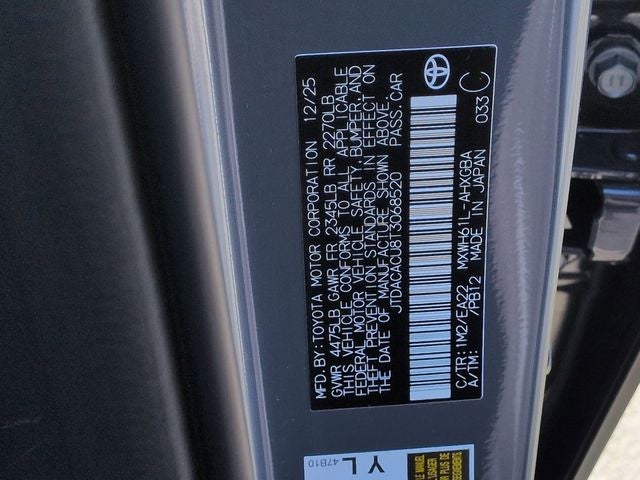 MFD. BY: TOYOTA MOTOR CORPORATION 12/25
GVWR 4475LB GAWR FR 2345LB RR 2270LB
THIS VEHICLE CONFORMS TO ALL APPLICABLE
FEDERAL MOTOR VEHICLE SAFETY, BUMPER, AND
THEFT PREVENTION STANDARDS IN EFFECT ON
THE DATE OF MANUFACTURE SHOWN ABOVE.
JTDACACU8T3068520 PASS. CAR
C/TR: 1M2/EA22 MXWH61L-AHXGBA
A/TM: /PB12 MADE IN JAPAN 033 C
YL
47B10